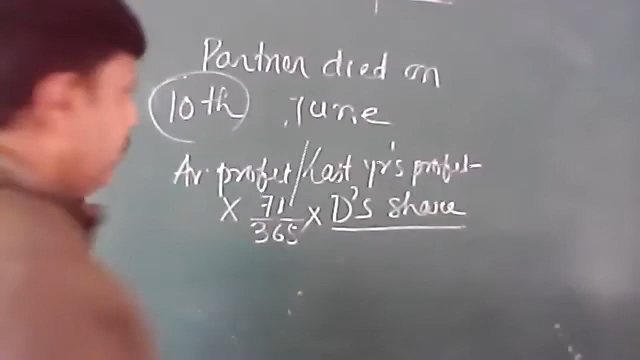 Partner died on
10th June
Av. profit/Last yr's profit
× 71/365 × D's share